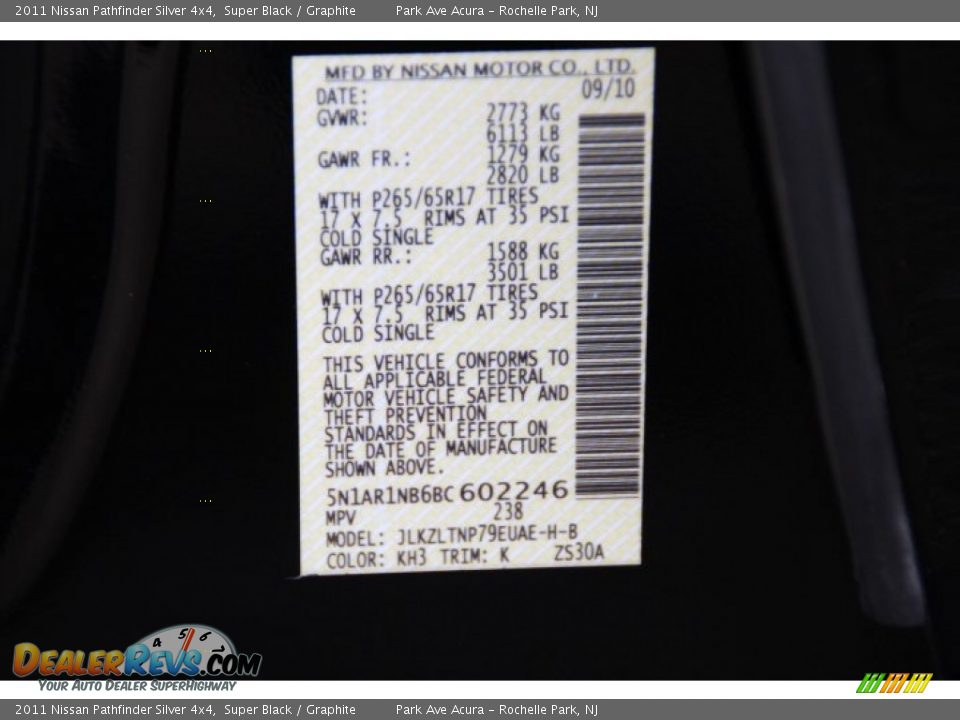 2011 Nissan Pathfinder Silver 4x4, Super Black / Graphite Park Ave Acura - Rochelle Park, NJ
MFD BY NISSAN MOTOR CO., LTD.
DATE: 09/10
GVWR: 2773 KG
6113 LB
GAWR FR.: 1279 KG
2820 LB
WITH P265/65R17 TIRES
17 X 7.5 RIMS AT 35 PSI
COLD SINGLE
GAWR RR.: 1588 KG
3501 LB
WITH P265/65R17 TIRES
17 X 7.5 RIMS AT 35 PSI
COLD SINGLE
THIS VEHICLE CONFORMS TO
ALL APPLICABLE FEDERAL
MOTOR VEHICLE SAFETY AND
THEFT PREVENTION
STANDARDS IN EFFECT ON
THE DATE OF MANUFACTURE
SHOWN ABOVE.
5N1AR1NB6BC602246
MPV 238
MODEL: JLKZLTNP79EUAE-H-B
COLOR: KH3 TRIM: K ZS30A
4 5 6
DEALERREVS.COM
YOUR AUTO DEALER SUPERHIGHWAY
2011 Nissan Pathfinder Silver 4x4, Super Black / Graphite Park Ave Acura - Rochelle Park, NJ